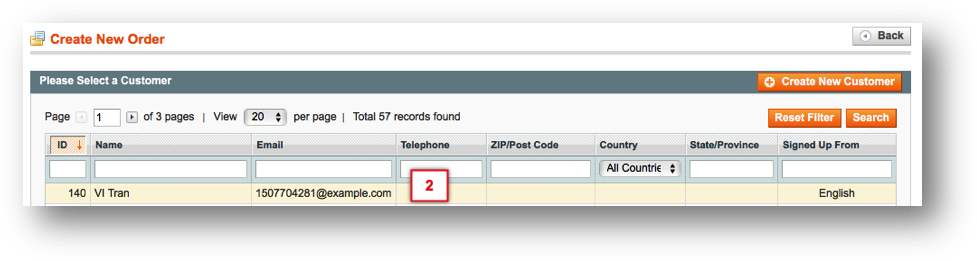 Create New Order
Back
Please Select a Customer
Create New Customer
Page 1 of 3 pages | View 20 per page | Total 57 records found
Reset Filter Search
ID Name Email Telephone ZIP/Post Code Country State/Province Signed Up From
All Countrie
140 VI Tran 1507704281@example.com 2 English